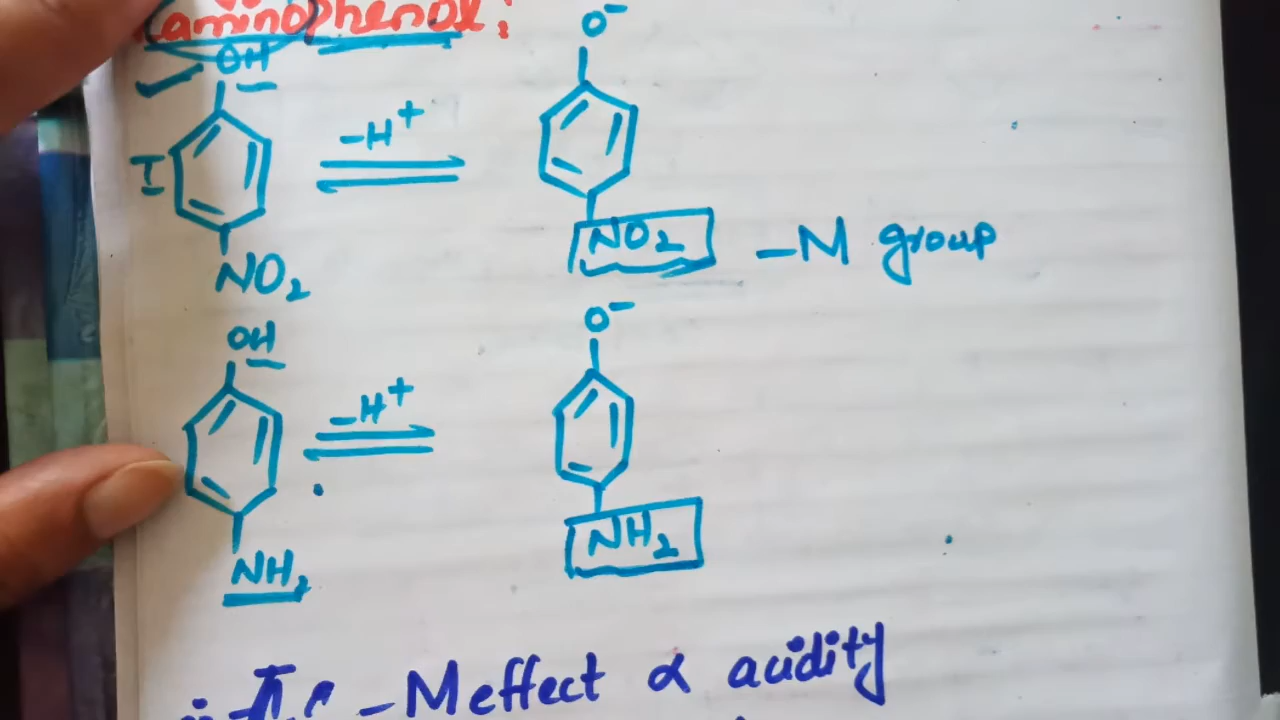 aminophenol:
OH
I
NO₂
-H⁺
O⁻
NO₂
-M group
OH
NH₂
-H⁺
O⁻
NH₂
-M effect ∝ acidity